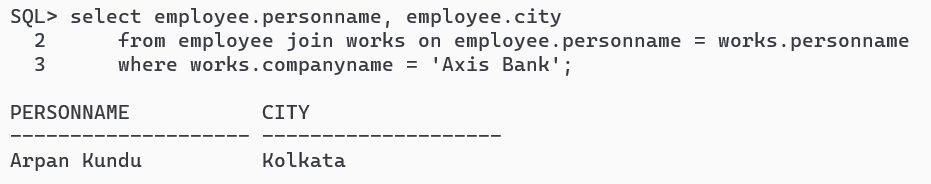 SQL> select employee.personname, employee.city
  2      from employee join works on employee.personname = works.personname
  3      where works.companyname = 'Axis Bank';
PERSONNAME           CITY
-------------------- --------------------
Arpan Kundu          Kolkata